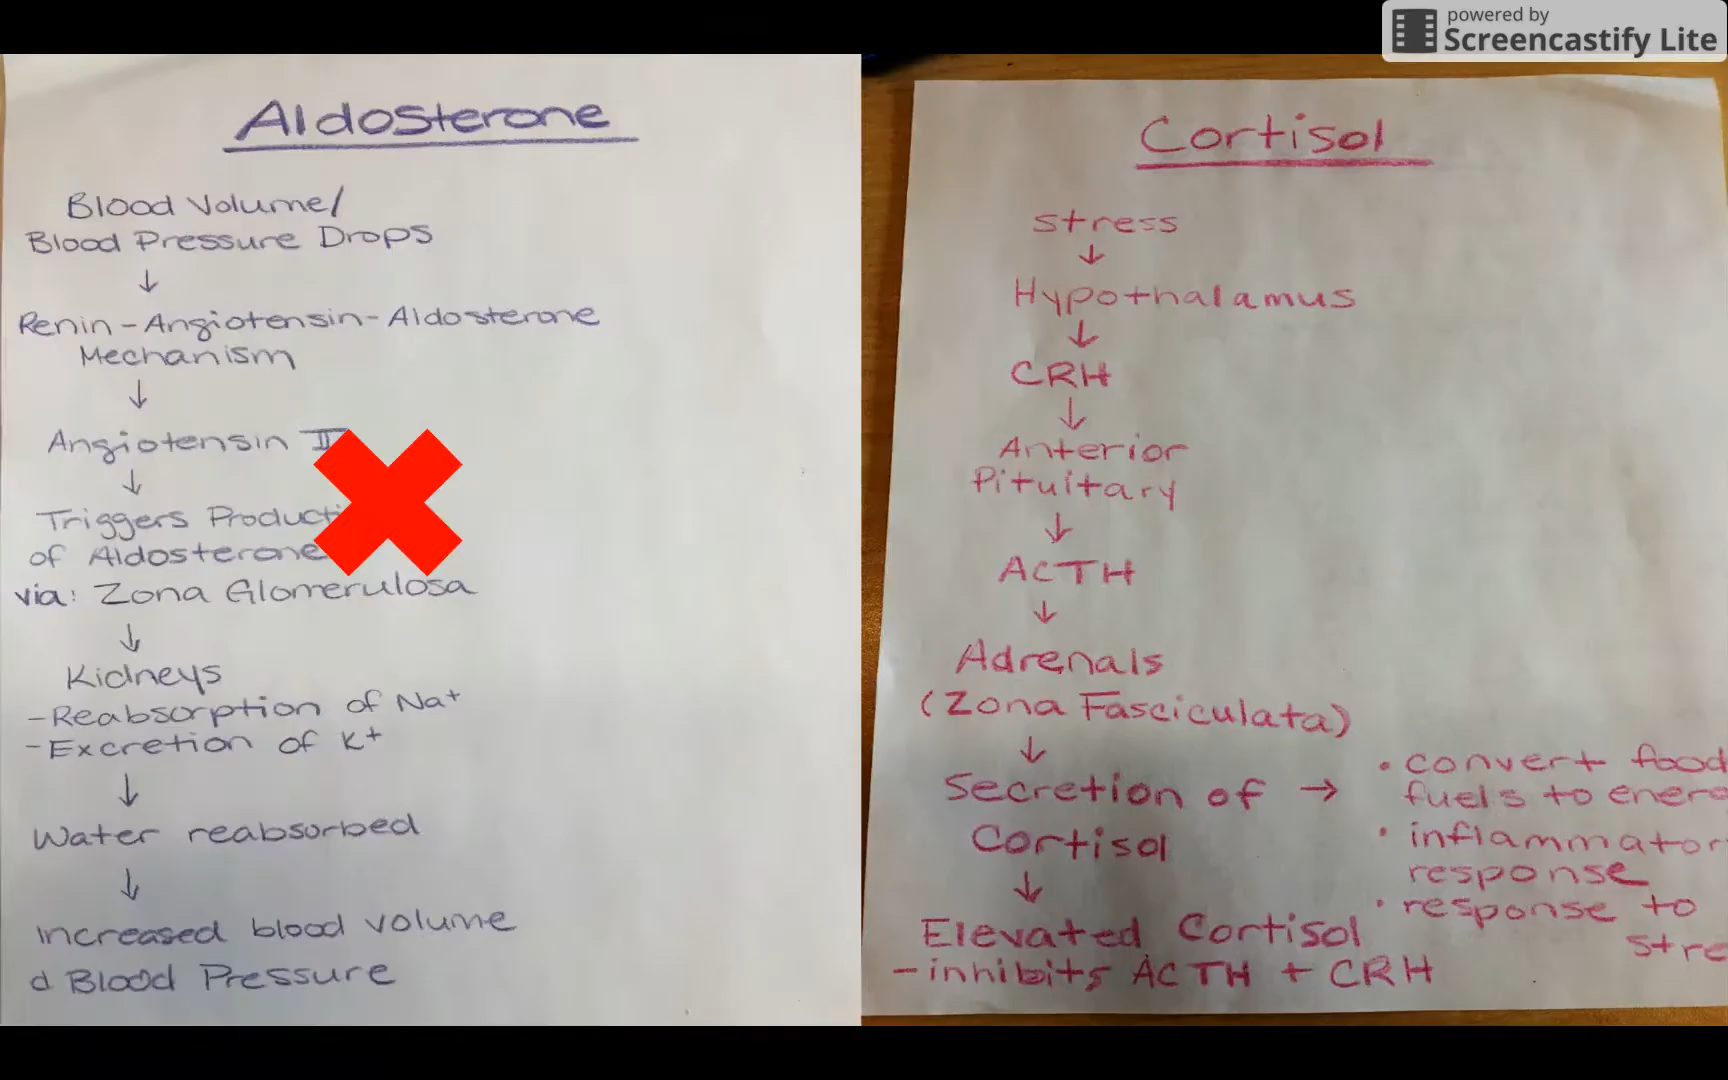 powered by
Screencastify Lite
Aldosterone
Blood Volume/
Blood Pressure Drops
↓
Renin-Angiotensin-Aldosterone
Mechanism
↓
Angiotensin II
↓
Triggers Producti
of Aldosterone
via: Zona Glomerulosa
↓
Kidneys
-Reabsorption of Na+
-Excretion of K+
↓
Water reabsorbed
↓
Increased blood volume
d Blood Pressure
Cortisol
Stress
↓
Hypothalamus
↓
CRH
↓
Anterior
Pituitary
↓
ACTH
↓
Adrenals
(Zona Fasciculata)
↓
Secretion of →
Cortisol
↓
Elevated Cortisol
-inhibits ACTH + CRH
• convert food
fuels to energ
• inflammator
response
• response to
stre